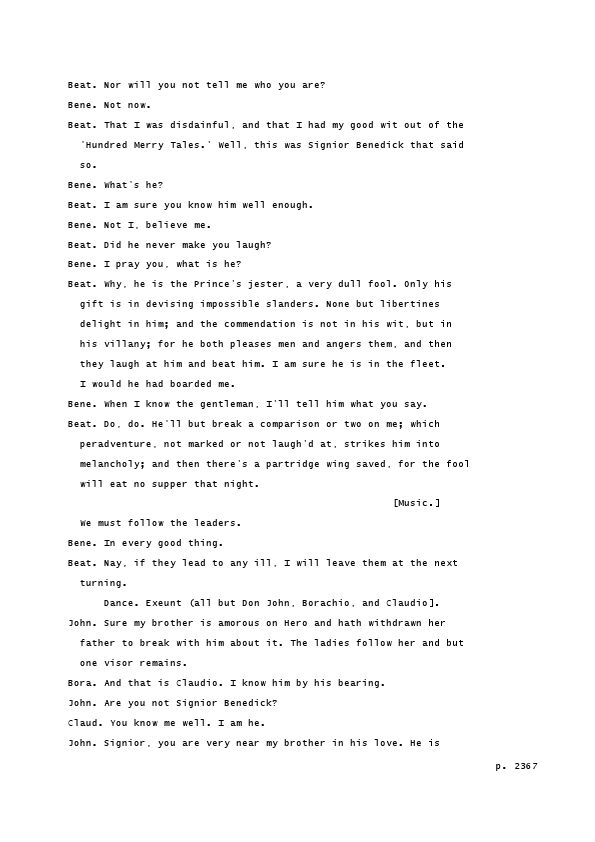 Beat. Nor will you not tell me who you are?
Bene. Not now.
Beat. That I was disdainful, and that I had my good wit out of the
'Hundred Merry Tales.' Well, this was Signior Benedick that said
so.
Bene. What's he?
Beat. I am sure you know him well enough.
Bene. Not I, believe me.
Beat. Did he never make you laugh?
Bene. I pray you, what is he?
Beat. Why, he is the Prince's jester, a very dull fool. Only his
gift is in devising impossible slanders. None but libertines
delight in him; and the commendation is not in his wit, but in
his villany; for he both pleases men and angers them, and then
they laugh at him and beat him. I am sure he is in the fleet.
I would he had boarded me.
Bene. When I know the gentleman, I'll tell him what you say.
Beat. Do, do. He'll but break a comparison or two on me; which
peradventure, not marked or not laugh'd at, strikes him into
melancholy; and then there's a partridge wing saved, for the fool
will eat no supper that night.
[Music.]
We must follow the leaders.
Bene. In every good thing.
Beat. Nay, if they lead to any ill, I will leave them at the next
turning.
Dance. Exeunt (all but Don John, Borachio, and Claudio].
John. Sure my brother is amorous on Hero and hath withdrawn her
father to break with him about it. The ladies follow her and but
one visor remains.
Bora. And that is Claudio. I know him by his bearing.
John. Are you not Signior Benedick?
Claud. You know me well. I am he.
John. Signior, you are very near my brother in his love. He is
p. 2367